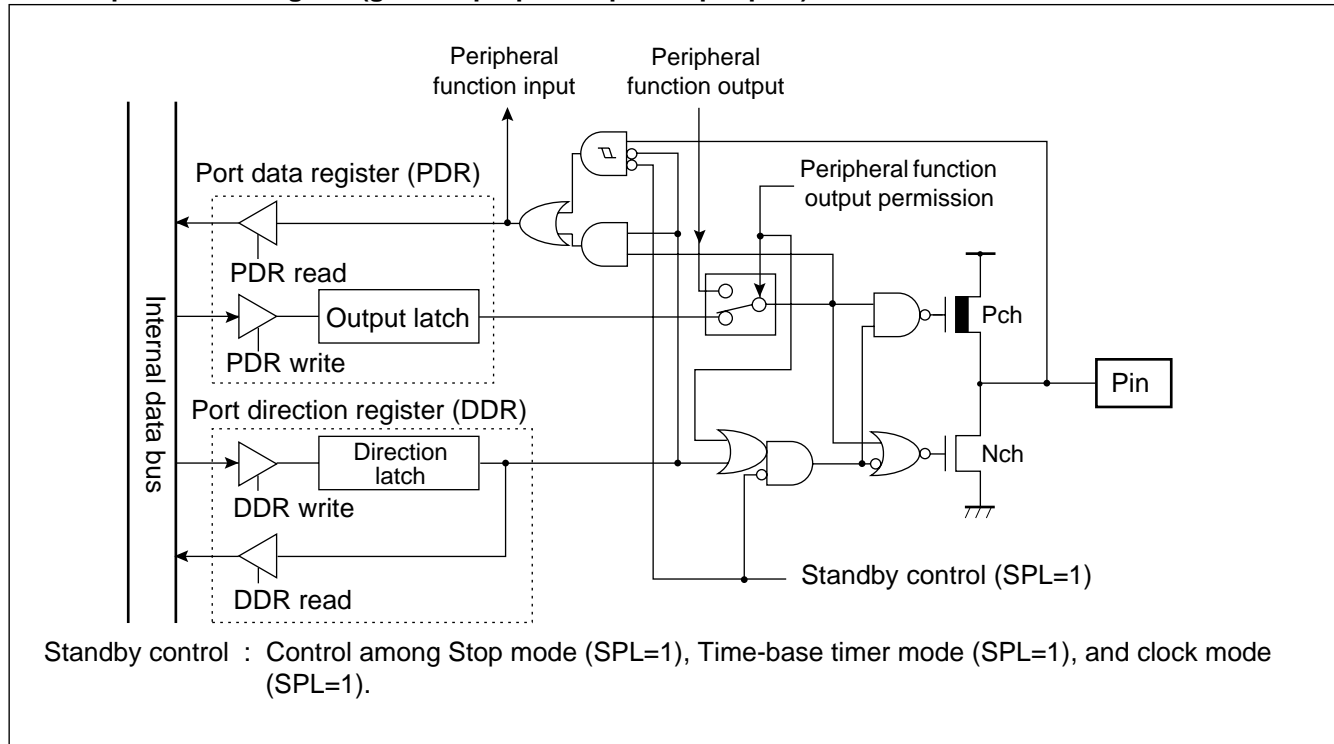 Peripheral
function input
Peripheral
function output
Port data register (PDR)
Peripheral function
output permission
PDR read
Output latch
PDR write
Pch
Pin
Internal data bus
Port direction register (DDR)
Direction
latch
Nch
DDR write
DDR read
Standby control (SPL=1)
Standby control : Control among Stop mode (SPL=1), Time-base timer mode (SPL=1), and clock mode
(SPL=1).